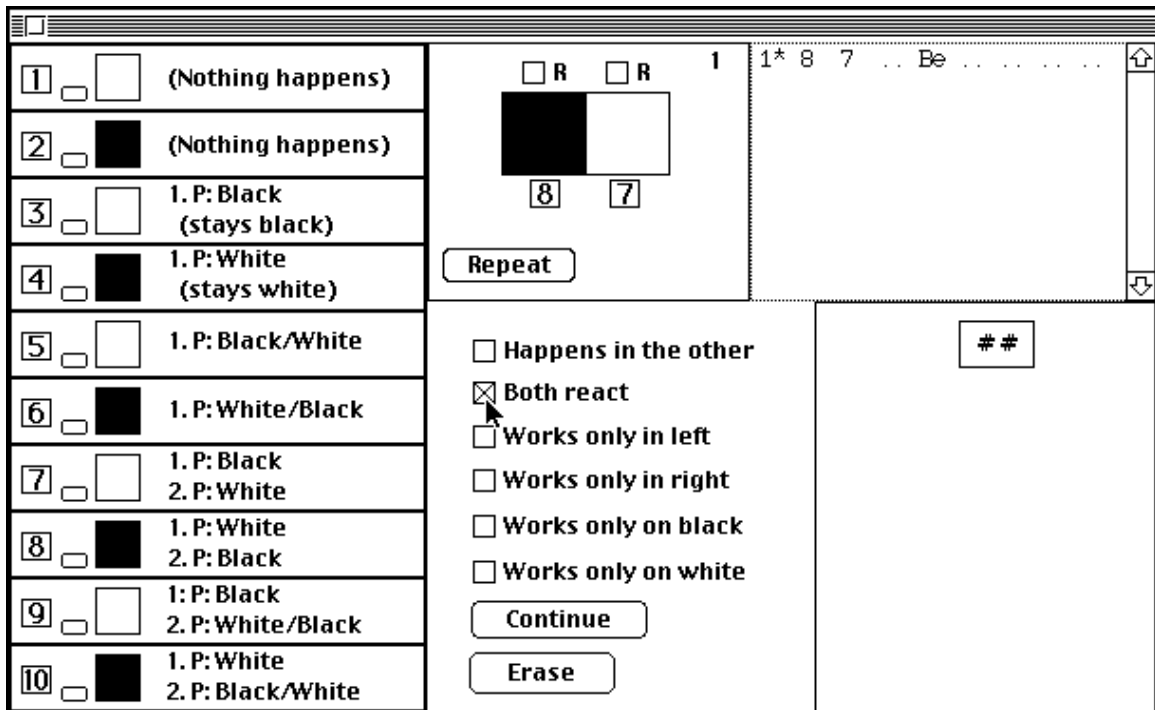 1 (Nothing happens)
2 (Nothing happens)
3 1. P: Black
(stays black)
4 1. P: White
(stays white)
5 1. P: Black/White
6 1. P: White/Black
7 1. P: Black
2. P: White
8 1. P: White
2. P: Black
9 1: P: Black
2. P: White/Black
10 1. P: White
2. P: Black/White
R R 1
8 7
Repeat
1* 8 7 .. Be .. .. .. ..
Happens in the other
Both react
Works only in left
Works only in right
Works only on black
Works only on white
Continue
Erase
##